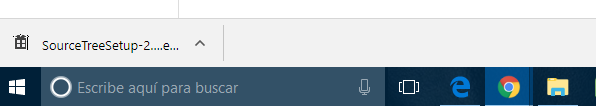 SourceTreeSetup-2....e...
Escribe aquí para buscar